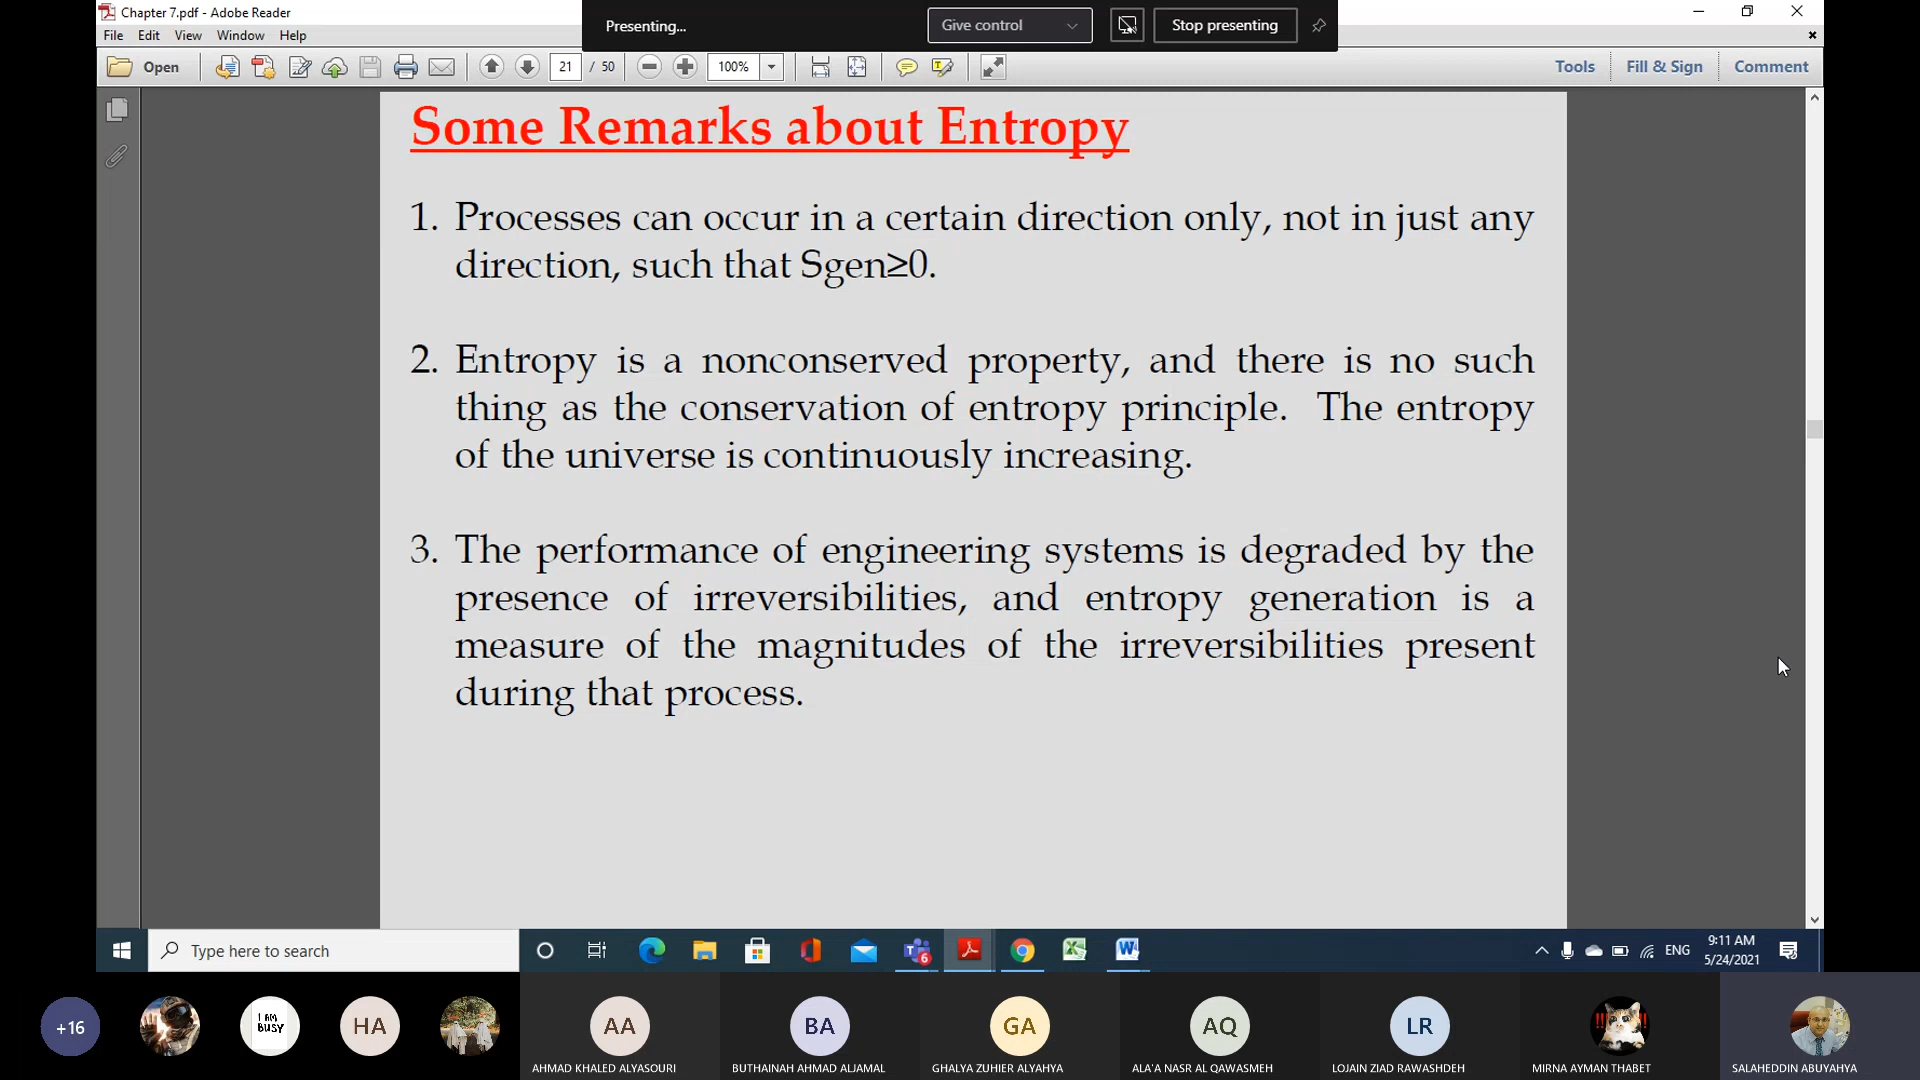 Chapter 7.pdf - Adobe Reader
File Edit View Window Help
Presenting...
Give control
Stop presenting
Open
21 / 50
100%
Tools
Fill & Sign
Comment
Some Remarks about Entropy
1. Processes can occur in a certain direction only, not in just any
direction, such that Sgen≥0.
2. Entropy is a nonconserved property, and there is no such
thing as the conservation of entropy principle. The entropy
of the universe is continuously increasing.
3. The performance of engineering systems is degraded by the
presence of irreversibilities, and entropy generation is a
measure of the magnitudes of the irreversibilities present
during that process.
Type here to search
6
ENG
9:11 AM
5/24/2021
+16
I AM
BUSY
HA
AA
BA
GA
AQ
LR
!! !!
AHMAD KHALED ALYASOURI
BUTHAINAH AHMAD ALJAMAL
GHALYA ZUHIER ALYAHYA
ALA'A NASR AL QAWASMEH
LOJAIN ZIAD RAWASHDEH
MIRNA AYMAN THABET
SALAHEDDIN ABUYAHYA